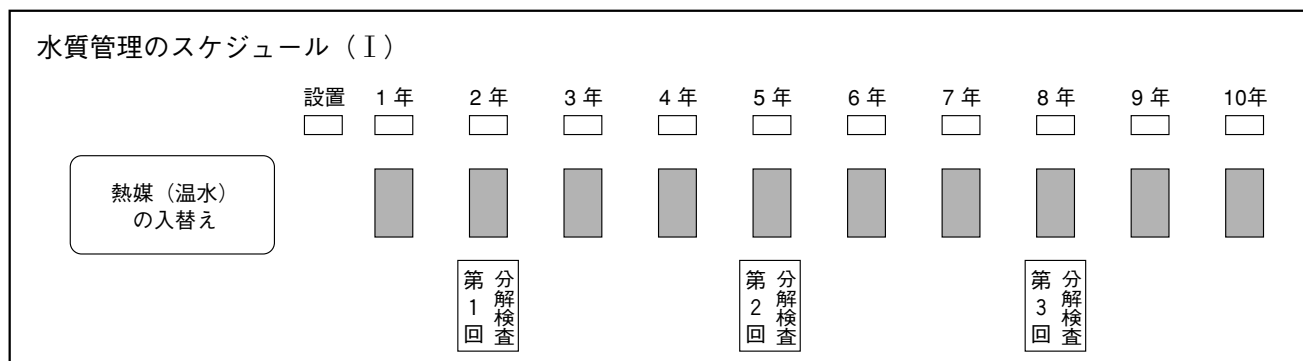 水質管理のスケジュール（Ⅰ）
設置 1年 2年 3年 4年 5年 6年 7年 8年 9年 10年
熱媒（温水）
の入替え
第1回
分解検査
第2回
分解検査
第3回
分解検査